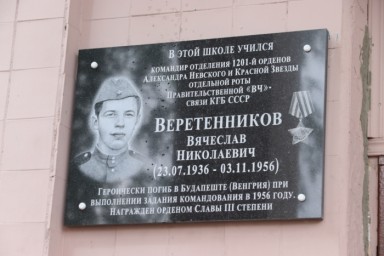 В ЭТОЙ ШКОЛЕ УЧИЛСЯ
КОМАНДИР ОТДЕЛЕНИЯ 1201-Й ОРДЕНОВ
АЛЕКСАНДРА НЕВСКОГО И КРАСНОЙ ЗВЕЗДЫ
ОТДЕЛЬНОЙ РОТЫ
ПРАВИТЕЛЬСТВЕННОЙ «ВЧ»-
СВЯЗИ КГБ СССР
ВЕРЕТЕННИКОВ
ВЯЧЕСЛАВ
НИКОЛАЕВИЧ
(23.07.1936 - 03.11.1956)
ГЕРОИЧЕСКИ ПОГИБ В БУДАПЕШТЕ (ВЕНГРИЯ) ПРИ
ВЫПОЛНЕНИИ ЗАДАНИЯ КОМАНДОВАНИЯ В 1956 ГОДУ.
НАГРАЖДЕН ОРДЕНОМ СЛАВЫ III СТЕПЕНИ